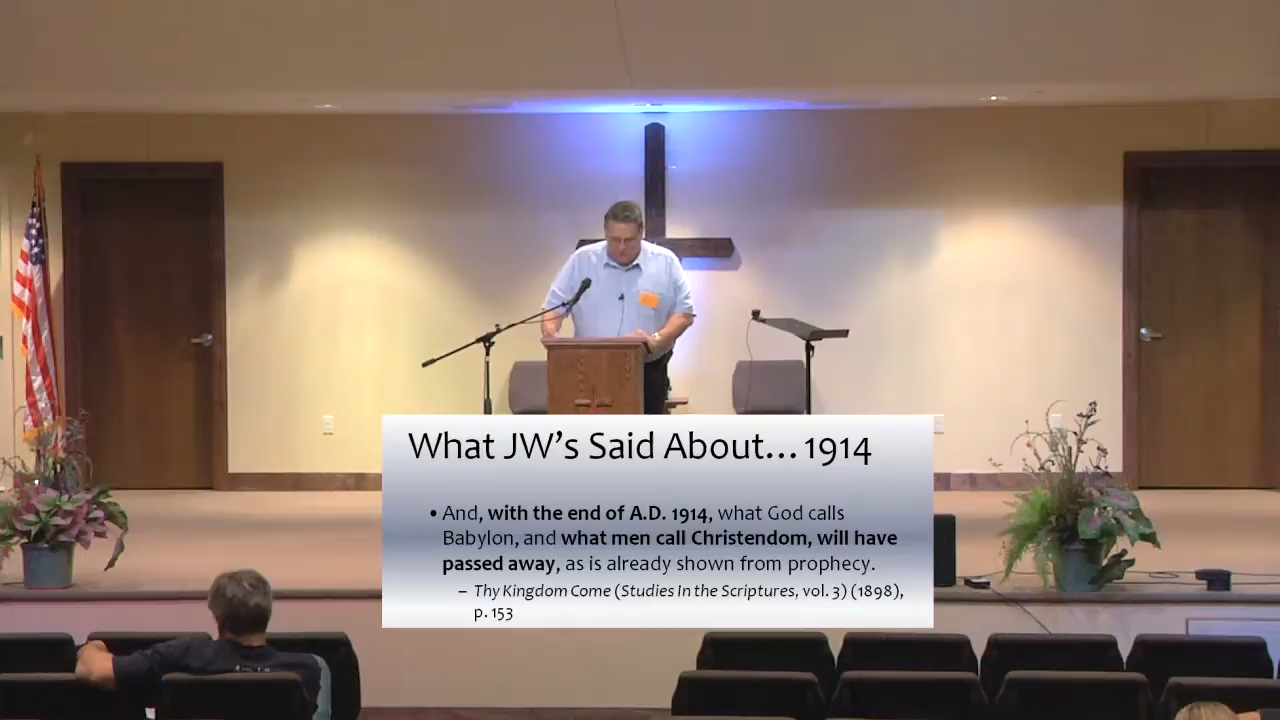 What JW's Said About... 1914
• And, with the end of A.D. 1914, what God calls
Babylon, and what men call Christendom, will have
passed away, as is already shown from prophecy.
– Thy Kingdom Come (Studies In the Scriptures, vol. 3) (1898),
p. 153